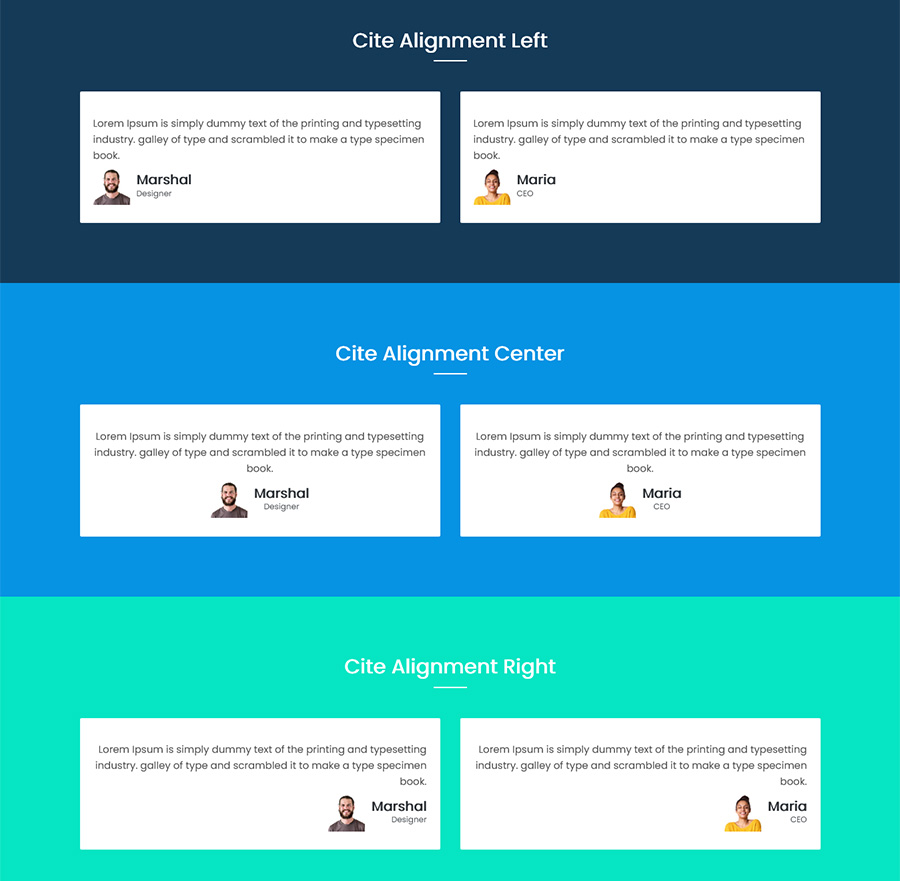 Cite Alignment Left
Lorem Ipsum is simply dummy text of the printing and typesetting
industry. galley of type and scrambled it to make a type specimen
book.
Marshal
Designer
Lorem Ipsum is simply dummy text of the printing and typesetting
industry. galley of type and scrambled it to make a type specimen
book.
Maria
CEO
Cite Alignment Center
Lorem Ipsum is simply dummy text of the printing and typesetting
industry. galley of type and scrambled it to make a type specimen
book.
Marshal
Designer
Lorem Ipsum is simply dummy text of the printing and typesetting
industry. galley of type and scrambled it to make a type specimen
book.
Maria
CEO
Cite Alignment Right
Lorem Ipsum is simply dummy text of the printing and typesetting
industry. galley of type and scrambled it to make a type specimen
book.
Marshal
Designer
Lorem Ipsum is simply dummy text of the printing and typesetting
industry. galley of type and scrambled it to make a type specimen
book.
Maria
CEO